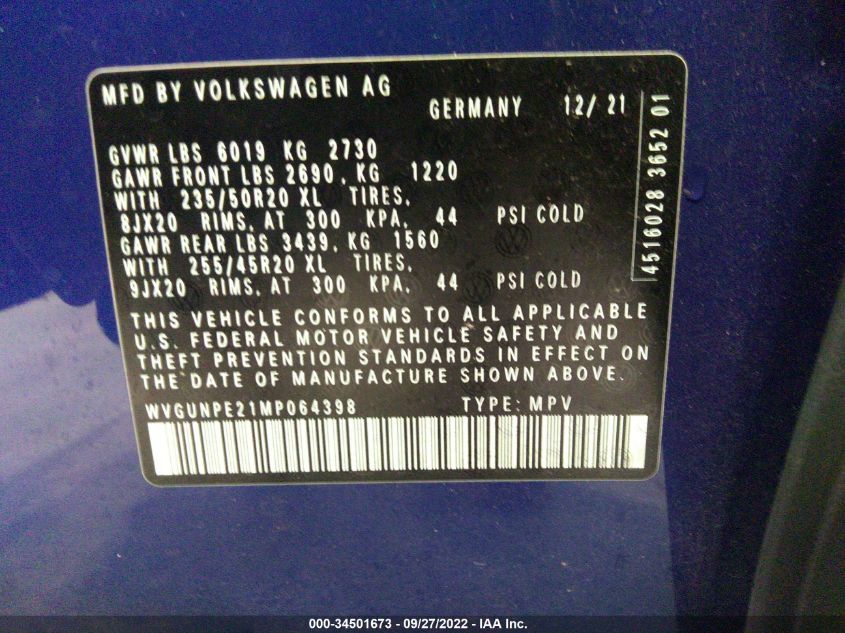 MFD BY VOLKSWAGEN AG
GERMANY 12/21
GVWR LBS 6019 KG 2730
GAWR FRONT LBS 2690, KG 1220
WITH 235/50R20 XL TIRES,
8JX20 RIMS, AT 300 KPA, 44 PSI COLD
GAWR REAR LBS 3439, KG 1560
WITH 255/45R20 XL TIRES,
9JX20 RIMS, AT 300 KPA, 44 PSI COLD
4516028 3652 01
THIS VEHICLE CONFORMS TO ALL APPLICABLE
U.S. FEDERAL MOTOR VEHICLE SAFETY AND
THEFT PREVENTION STANDARDS IN EFFECT ON
THE DATE OF MANUFACTURE SHOWN ABOVE.
WVGUNPE21MP064398 TYPE: MPV
000-34501673 - 09/27/2022 - IAA Inc.